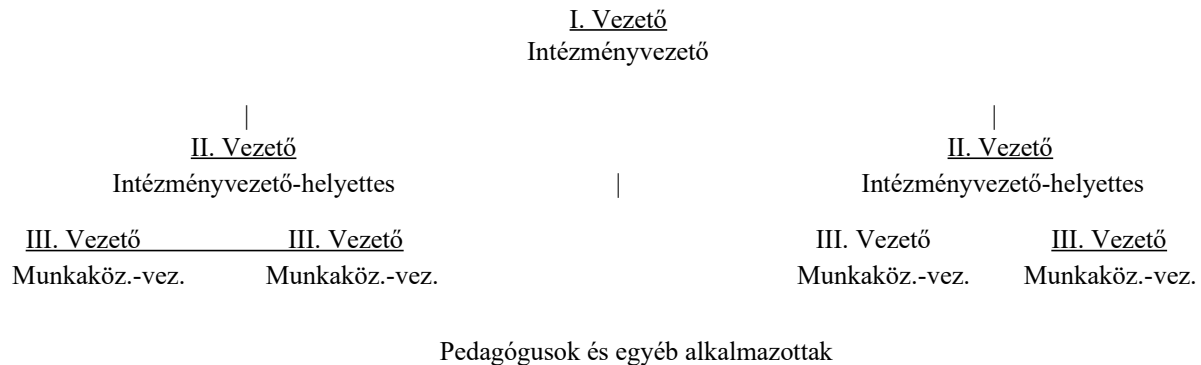 I. Vezető
Intézményvezető
| |
II. Vezető II. Vezető
Intézményvezető-helyettes | Intézményvezető-helyettes
III. Vezető III. Vezető III. Vezető III. Vezető
Munkaköz.-vez. Munkaköz.-vez. Munkaköz.-vez. Munkaköz.-vez.
Pedagógusok és egyéb alkalmazottak